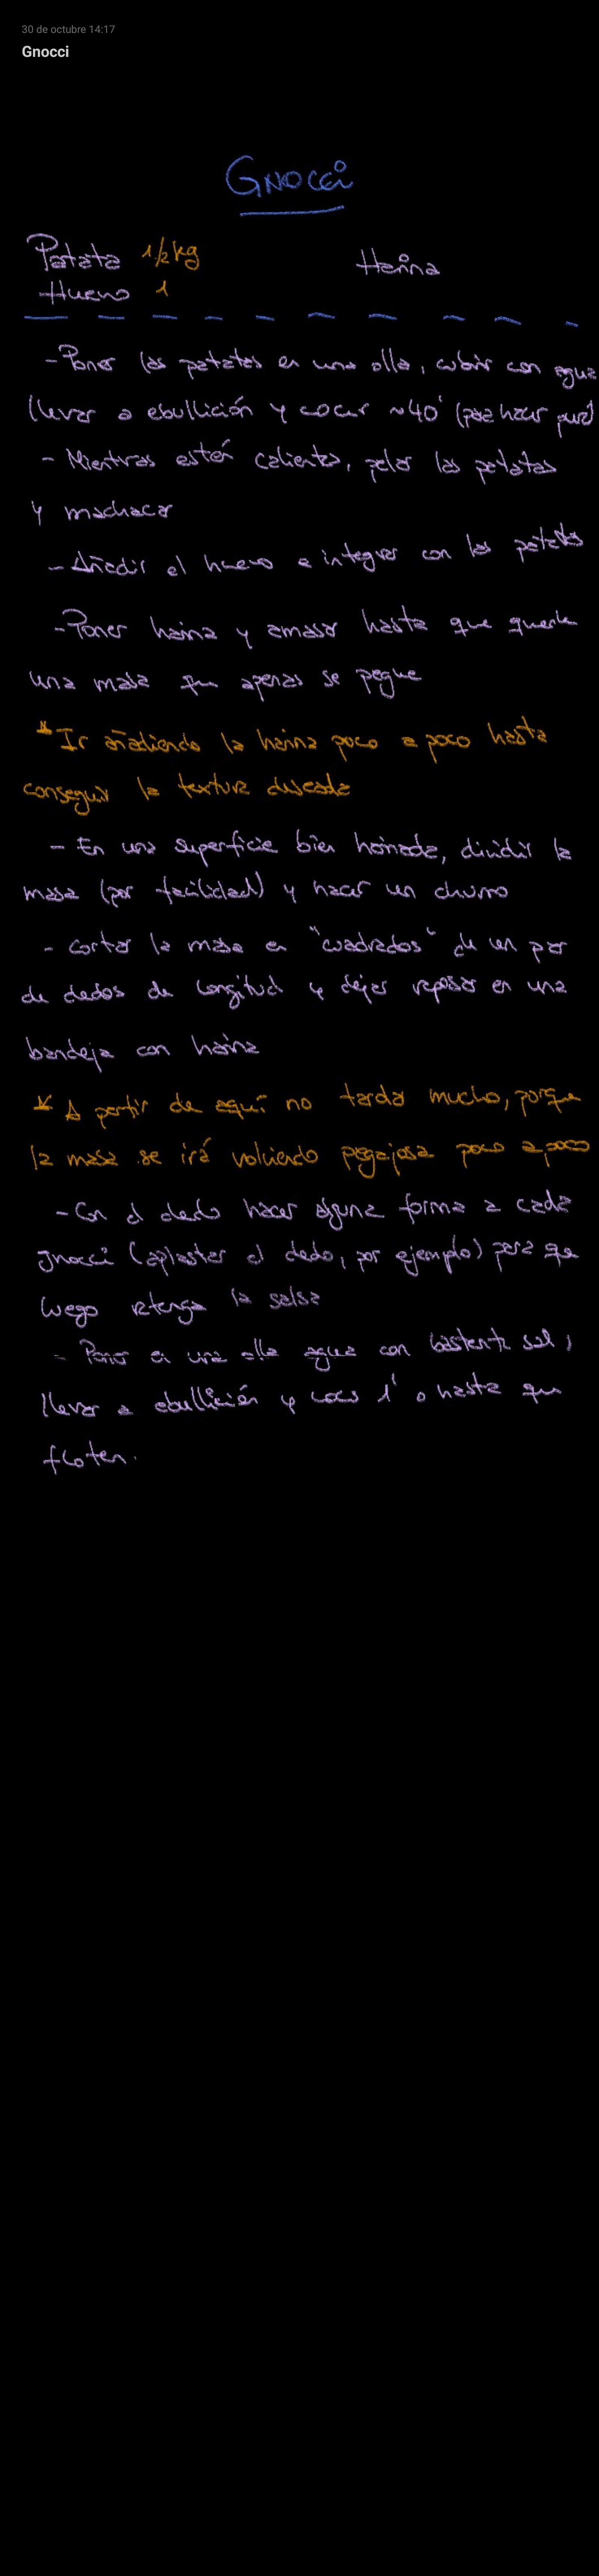 30 de octubre 14:17
Gnocci
GNOCCi
Patata 1/2 kg Harina
Huevo 1
- Poner las patatas en una olla, cubrir con agua
llevar a ebullición y cocer ~40' (para hacer puré)
- Mientras estén calientes, pelar las patatas
y machacar
- Añadir el huevo e integrar con las patatas
- Poner harina y amasar hasta que quede
una masa que apenas se pegue
* Ir añadiendo la harina poco a poco hasta
conseguir la textura deseada
- En una superficie bien harinada, dividir la
masa (por facilidad) y hacer un churro
- Cortar la masa en "cuadrados" de un par
de dedos de longitud y dejar reposar en una
bandeja con harina
* A partir de aquí no tardar mucho, porque
la masa se irá volviendo pegajosa poco a poco
- Con el dedo hacer alguna forma a cada
gnocci (aplastar el dedo, por ejemplo) para que
luego retenga la salsa
- Poner en una olla agua con bastante sal,
llevar a ebullición y cocer 1' o hasta que
floten.